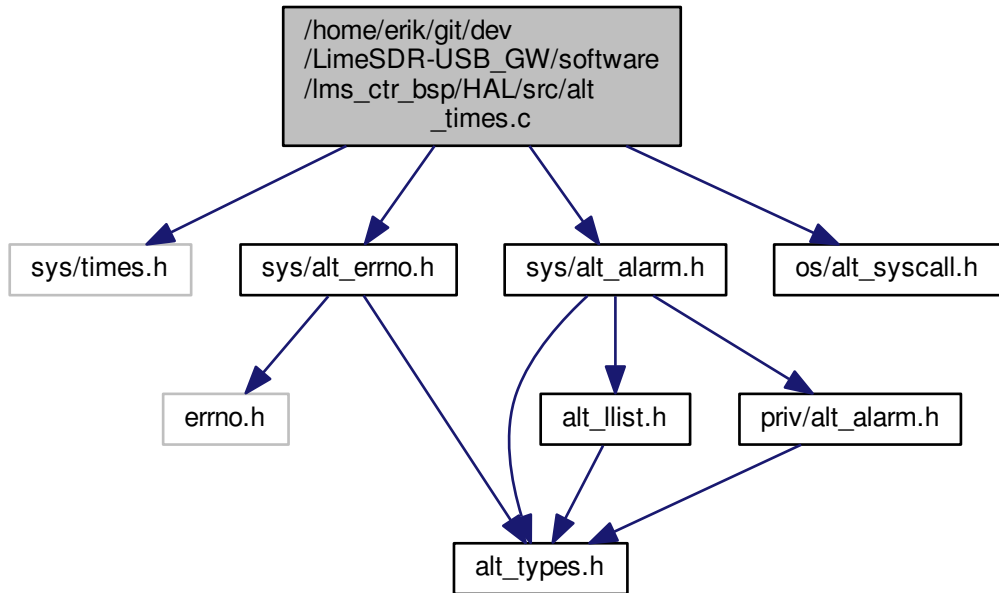 /home/erik/git/dev
/LimeSDR-USB_GW/software
/lms_ctr_bsp/HAL/src/alt
_times.c
sys/times.h
sys/alt_errno.h
sys/alt_alarm.h
os/alt_syscall.h
errno.h
alt_llist.h
priv/alt_alarm.h
alt_types.h